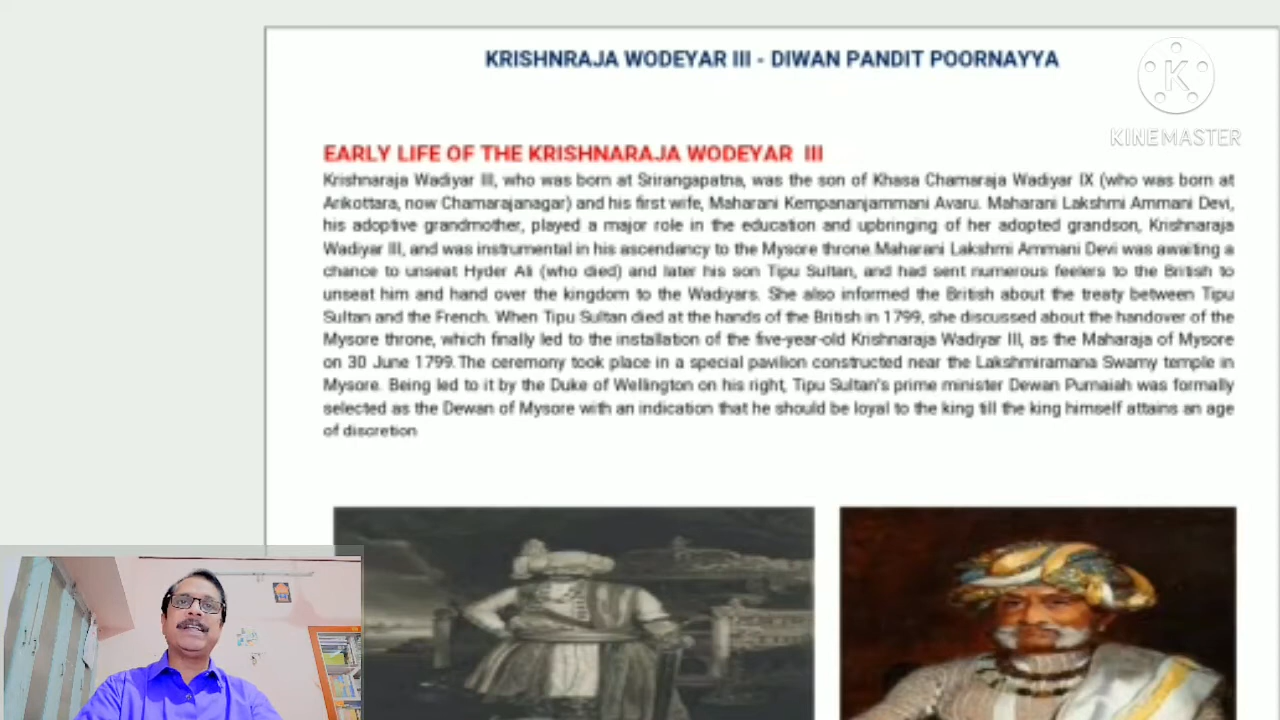 KRISHNRAJA WODEYAR III - DIWAN PANDIT POORNAYYA
K
KINEMASTER
EARLY LIFE OF THE KRISHNARAJA WODEYAR III
Krishnaraja Wadiyar III, who was born at Srirangapatna, was the son of Khasa Chamaraja Wadiyar IX (who was born at
Arikottara, now Chamarajanagar) and his first wife, Maharani Kempananjammani Avaru. Maharani Lakshmi Ammani Devi,
his adoptive grandmother, played a major role in the education and upbringing of her adopted grandson, Krishnaraja
Wadiyar III, and was instrumental in his ascendancy to the Mysore throne.Maharani Lakshmi Ammani Devi was awaiting a
chance to unseat Hyder Ali (who died) and later his son Tipu Sultan, and had sent numerous feelers to the British to
unseat him and hand over the kingdom to the Wadiyars. She also informed the British about the treaty between Tipu
Sultan and the French. When Tipu Sultan died at the hands of the British in 1799, she discussed about the handover of the
Mysore throne, which finally led to the installation of the five-year-old Krishnaraja Wadiyar III, as the Maharaja of Mysore
on 30 June 1799.The ceremony took place in a special pavilion constructed near the Lakshmiramana Swamy temple in
Mysore. Being led to it by the Duke of Wellington on his right, Tipu Sultan's prime minister Dewan Purnaiah was formally
selected as the Dewan of Mysore with an indication that he should be loyal to the king till the king himself attains an age
of discretion